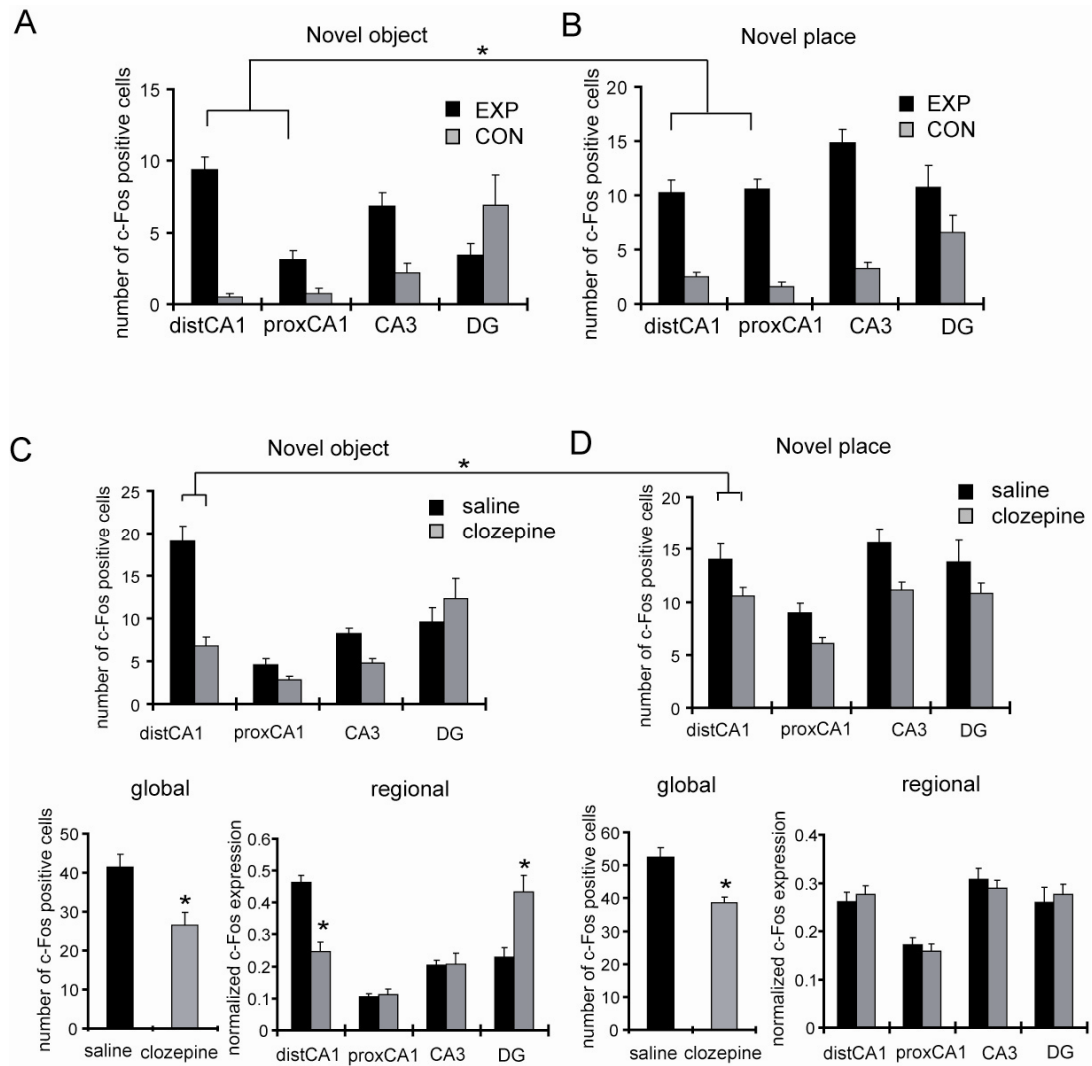 A
Novel object
*
B
Novel place
number of c-Fos positive cells
15
10
5
0
EXP
CON
distCA1 proxCA1 CA3 DG
number of c-Fos positive cells
20
15
10
5
0
EXP
CON
distCA1 proxCA1 CA3 DG
C
Novel object
*
D
Novel place
number of c-Fos positive cells
25
20
15
10
5
0
saline
clozepine
distCA1 proxCA1 CA3 DG
number of c-Fos positive cells
20
15
10
5
0
saline
clozepine
distCA1 proxCA1 CA3 DG
global
number of c-Fos positive cells
50
40
30
20
10
0
*
saline clozepine
regional
normalized c-Fos expression
0.6
0.5
0.4
0.3
0.2
0.1
0
*
*
distCA1 proxCA1 CA3 DG
global
number of c-Fos positive cells
60
50
40
30
20
10
0
*
saline clozepine
regional
normalized c-Fos expression
0.4
0.3
0.2
0.1
0
distCA1 proxCA1 CA3 DG